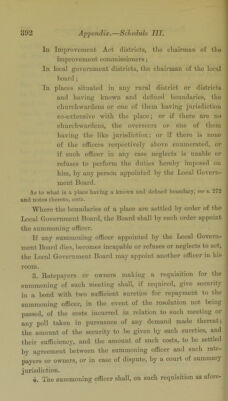 392 Appendix.—Schedule III.
In Improvement Act districts, the chairman of the
Improvement commissioners;
In local government districts, the chairman of the local
board;
In places situated in any rural district or districts
and having known and defined boundaries, the
churchwardens or one of them having jurisdiction
co-extensive with the place; or if there are no
churchwardens, the overseers or one of them
having the like jurisdiction; or if there is none
of the officers respectively above enumerated, or
if such officer in any case neglects is unable or
refuses to perform the duties hereby imposed on
him, by any person appointed by the Local Govern-
ment Board.
As to what is a place having a known and defined boundary, see s. 272
and notes thereto, ante.
Where the boundaries of a place are settled by order of the
Local Government Board, the Board shall by such order appoint
the summoning officer.
If any summoning officer appointed by the Local Govern-
ment Board dies, becomes incapable or refuses or neglects to act,
the Local Government Board may appoint another officer in his
room.
3. Ratepayers or owners making a requisition for the
summoning of such meeting shall, if required, give security
in a bond with two sufficient sureties for repayment to the
summoning officer, in the event of the resolution not being
passed, of the costs incurred in relation to such meeting or
any poll taken in pursuance of any demand made thereat;
the amount of the security to be given by such sureties, and
their sufficiency, and the amount of such costs, to be settled
by agreement between the summoning officer and such rate-
payers or owners, or in case of dispute, by a court of summary
jurisdiction.
4. The summoning officer shall, on such requisition as afore-